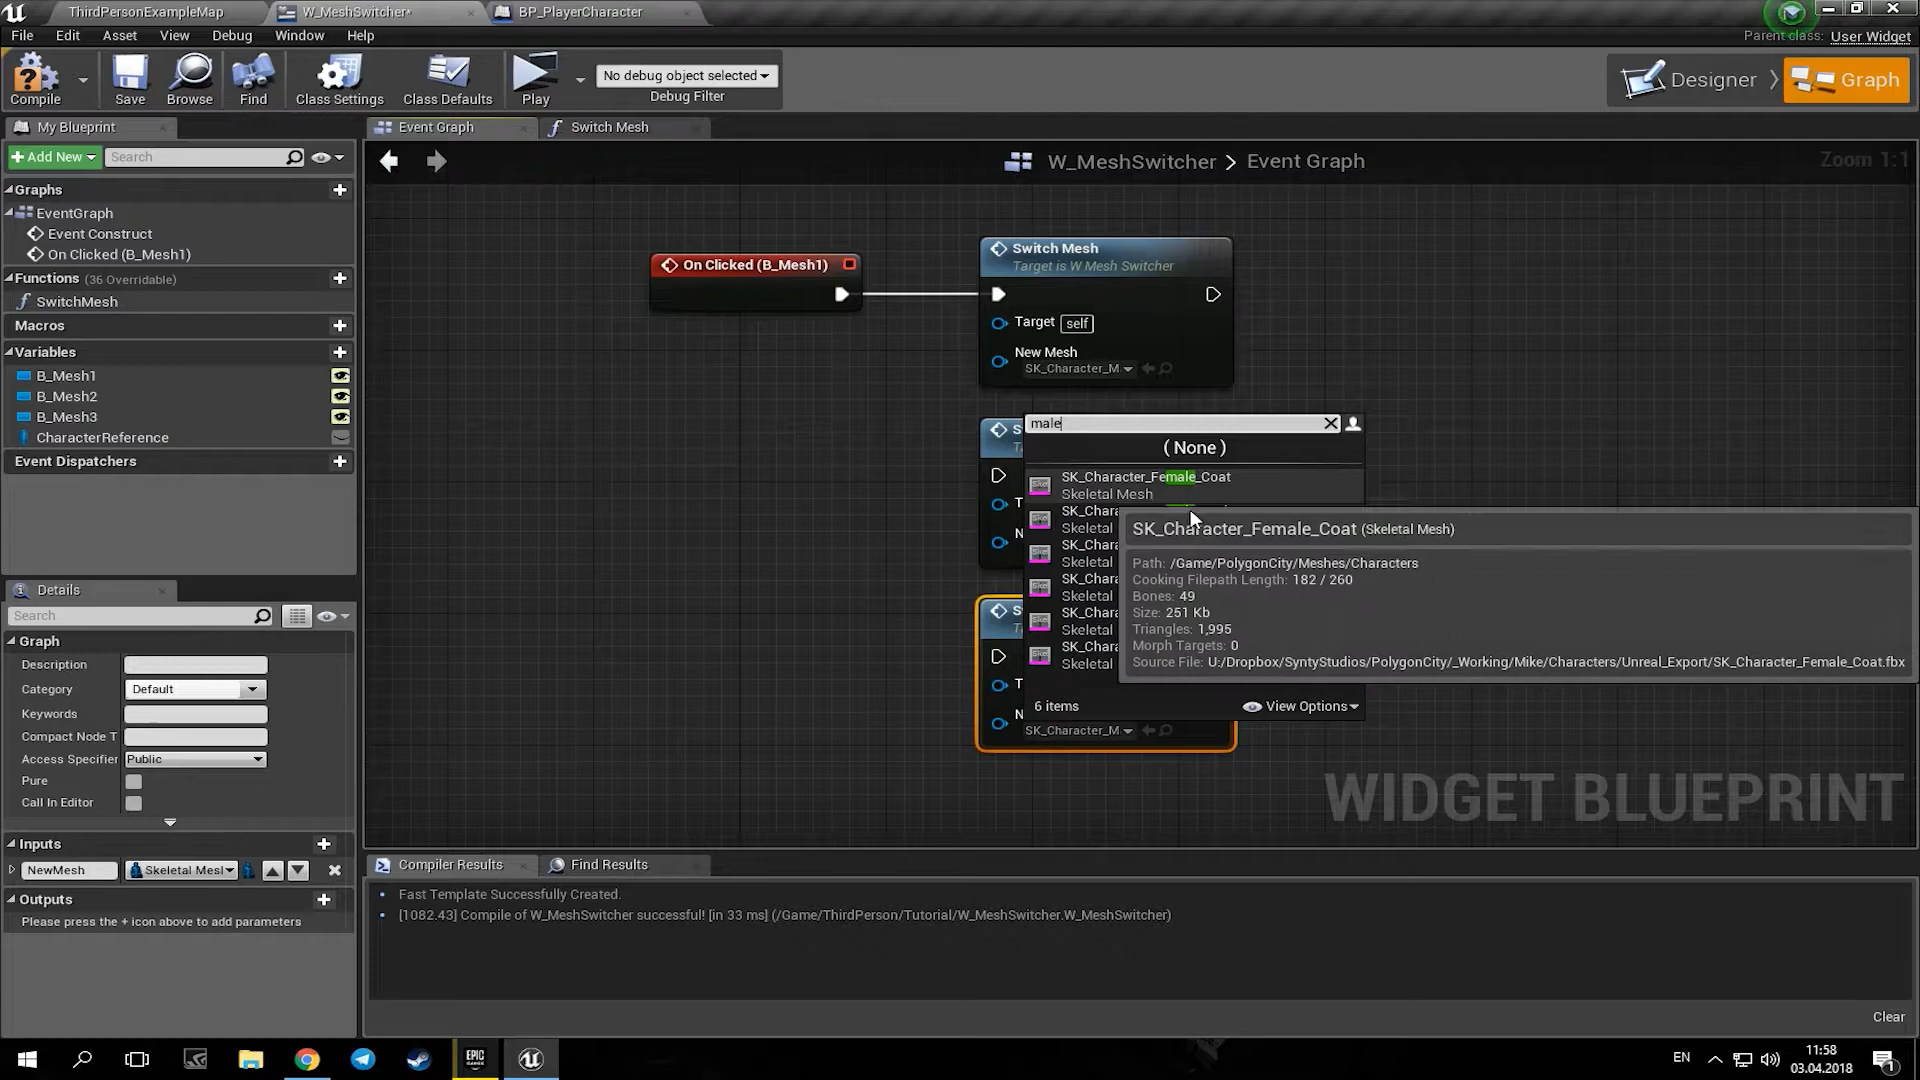 ThirdPersonExampleMap
W_MeshSwitcher*
BP_PlayerCharacter
File Edit Asset View Debug Window Help
Parent class: User Widget
Compile
Save
Browse
Find
Class Settings
Class Defaults
Play
No debug object selected
Debug Filter
Designer
Graph
My Blueprint
Event Graph
Switch Mesh
+ Add New
Search
W_MeshSwitcher > Event Graph
Zoom 1:1
Graphs
EventGraph
Event Construct
On Clicked (B_Mesh1)
Functions (36 Overridable)
SwitchMesh
Macros
Variables
B_Mesh1
B_Mesh2
B_Mesh3
CharacterReference
Event Dispatchers
On Clicked (B_Mesh1)
Switch Mesh
Target is W Mesh Switcher
Target self
New Mesh
SK_Character_M
male
( None )
SK_Character_Female_Coat
Skeletal Mesh
SK_Chara
Skeletal
SK_Chara
Skeletal
SK_Chara
Skeletal
SK_Chara
Skeletal
SK_Chara
Skeletal
6 items
View Options
SK_Character_M
SK_Character_Female_Coat (Skeletal Mesh)
Path: /Game/PolygonCity/Meshes/Characters
Cooking Filepath Length: 182 / 260
Bones: 49
Size: 251 Kb
Triangles: 1,995
Morph Targets: 0
Source File: U:/Dropbox/SyntyStudios/PolygonCity/_Working/Mike/Characters/Unreal_Export/SK_Character_Female_Coat.fbx
WIDGET BLUEPRINT
Details
Search
Graph
Description
Category Default
Keywords
Compact Node T
Access Specifier Public
Pure
Call In Editor
Inputs
NewMesh Skeletal Mesl
Outputs
Please press the + icon above to add parameters
Compiler Results
Find Results
• Fast Template Successfully Created.
• [1082.43] Compile of W_MeshSwitcher successful! [in 33 ms] (/Game/ThirdPerson/Tutorial/W_MeshSwitcher.W_MeshSwitcher)
Clear
EPIC
GAMES
EN
11:58
03.04.2018
1